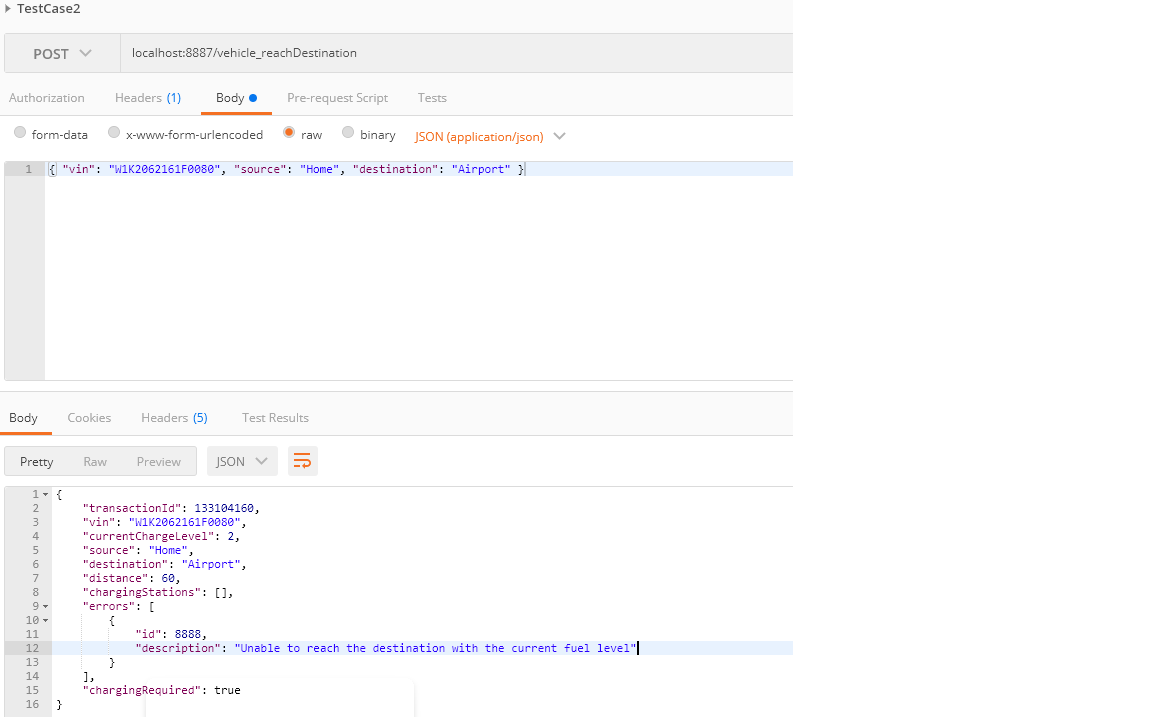 TestCase2
POST localhost:8887/vehicle_reachDestination
Authorization Headers (1) Body Pre-request Script Tests
form-data x-www-form-urlencoded raw binary JSON (application/json)
1 { "vin": "W1K2062161F0080", "source": "Home", "destination": "Airport" }
Body Cookies Headers (5) Test Results
Pretty Raw Preview JSON
1 {
2 "transactionId": 133104160,
3 "vin": "W1K2062161F0080",
4 "currentChargeLevel": 2,
5 "source": "Home",
6 "destination": "Airport",
7 "distance": 60,
8 "chargingStations": [],
9 "errors": [
10 {
11 "id": 8888,
12 "description": "Unable to reach the destination with the current fuel level"
13 }
14 ],
15 "chargingRequired": true
16 }